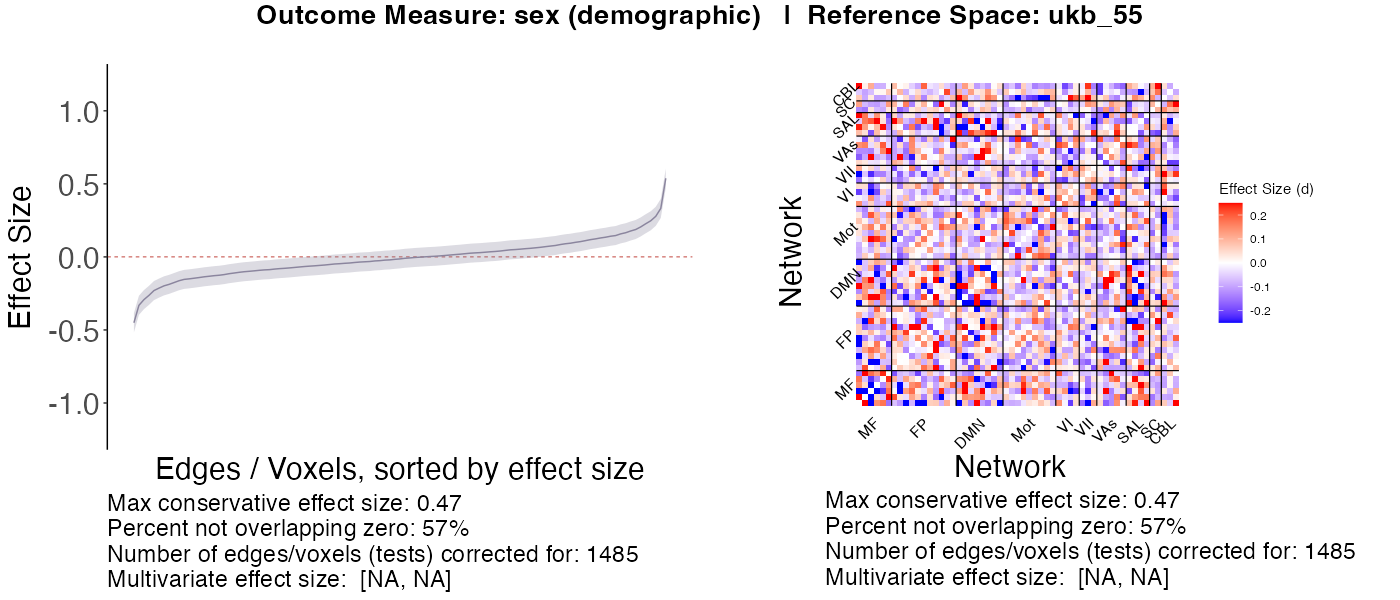 Outcome Measure: sex (demographic) | Reference Space: ukb_55
Effect Size
1.0
0.5
0.0
-0.5
-1.0
Edges / Voxels, sorted by effect size
Max conservative effect size: 0.47
Percent not overlapping zero: 57%
Number of edges/voxels (tests) corrected for: 1485
Multivariate effect size: [NA, NA]
Network
CBL
SC
SAL
VAs
VII
VI
Mot
DMN
FP
MF
MF
FP
DMN
Mot
VI
VII
VAs
SAL
SC
CBL
Network
Effect Size (d)
0.2
0.1
0.0
-0.1
-0.2
Max conservative effect size: 0.47
Percent not overlapping zero: 57%
Number of edges/voxels (tests) corrected for: 1485
Multivariate effect size: [NA, NA]